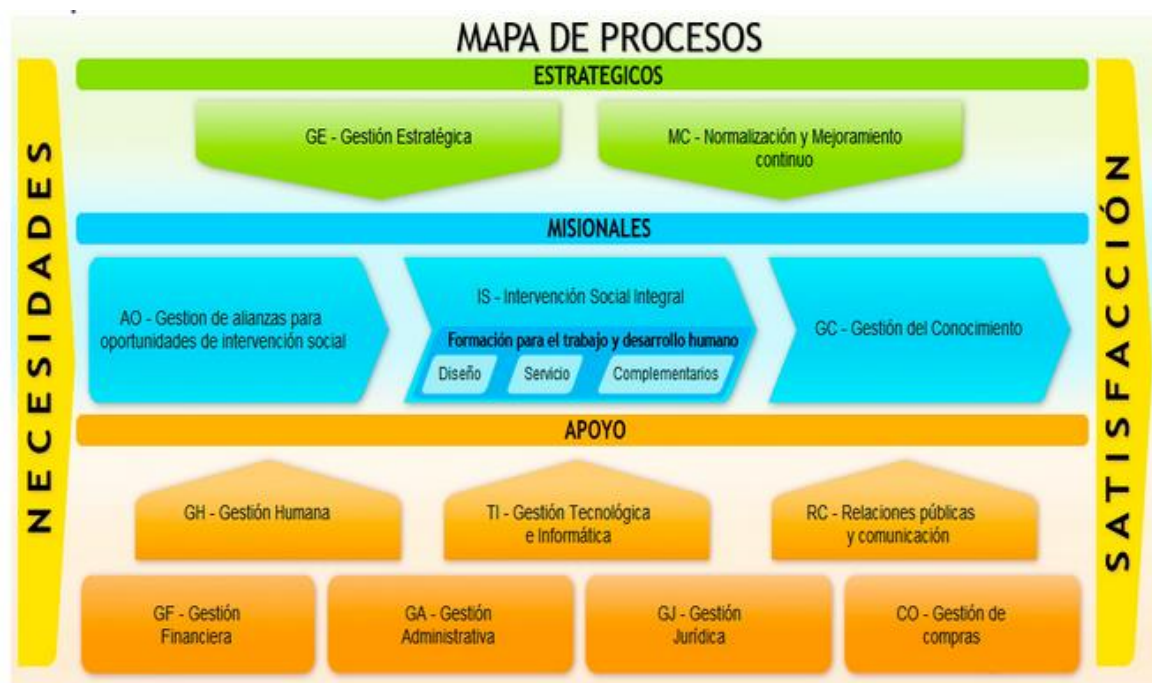 MAPA DE PROCESOS
ESTRATEGICOS
GE - Gestión Estratégica
MC - Normalización y Mejoramiento
continuo
NECESIDADES
MISIONALES
AO - Gestion de alianzas para
oportunidades de intervención social
IS - Intervención Social Integral
Formación para el trabajo y desarrollo humano
Diseño
Servicio
Complementarios
GC - Gestión del Conocimiento
SATISFACCIÓN
APOYO
GH - Gestión Humana
TI - Gestión Tecnológica
e Informática
RC - Relaciones públicas
y comunicación
GF - Gestión
Financiera
GA - Gestión
Administrativa
GJ - Gestión
Jurídica
CO - Gestión de
compras